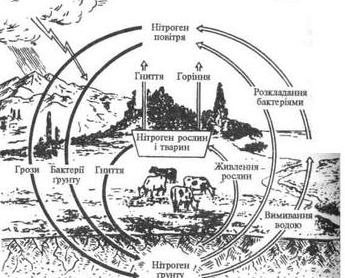 Нітроген
повітря
Гниття
Горіння
Розкладання
бактеріями
Нітроген рослин
і тварин
Грози
Бактерії
ґрунту
Гниття
Живлення
рослин
Вимивання
водою
Нітроген
ґрунту